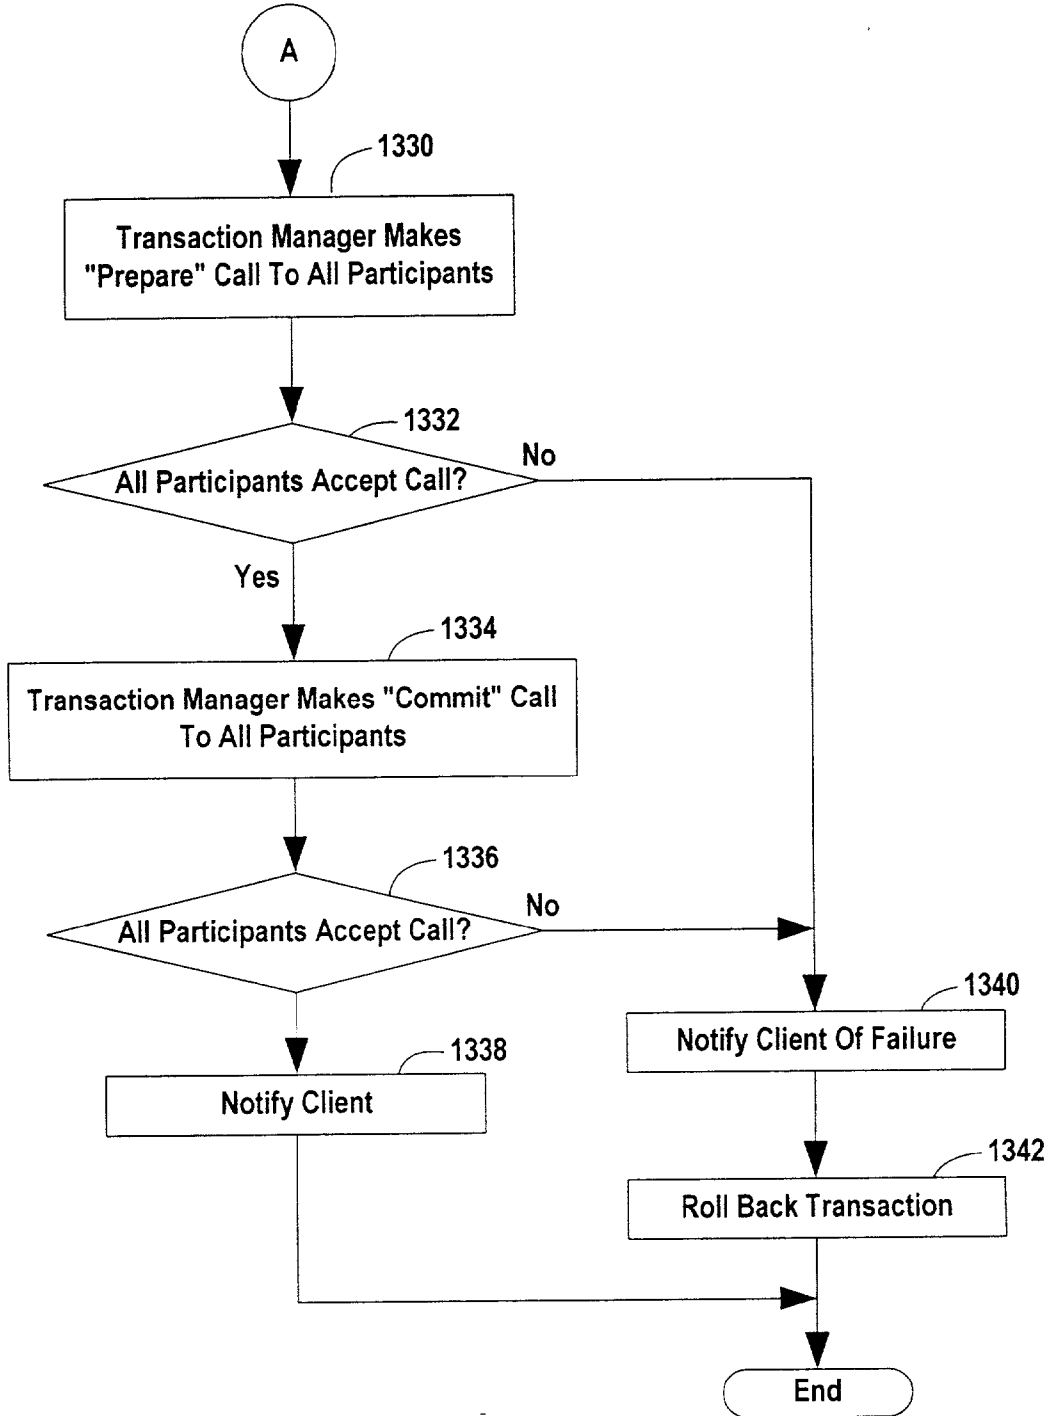 A
1330
Transaction Manager Makes
"Prepare" Call To All Participants
1332
All Participants Accept Call?
No
Yes
1334
Transaction Manager Makes "Commit" Call
To All Participants
1336
All Participants Accept Call?
No
1340
Notify Client Of Failure
1338
Notify Client
1342
Roll Back Transaction
End